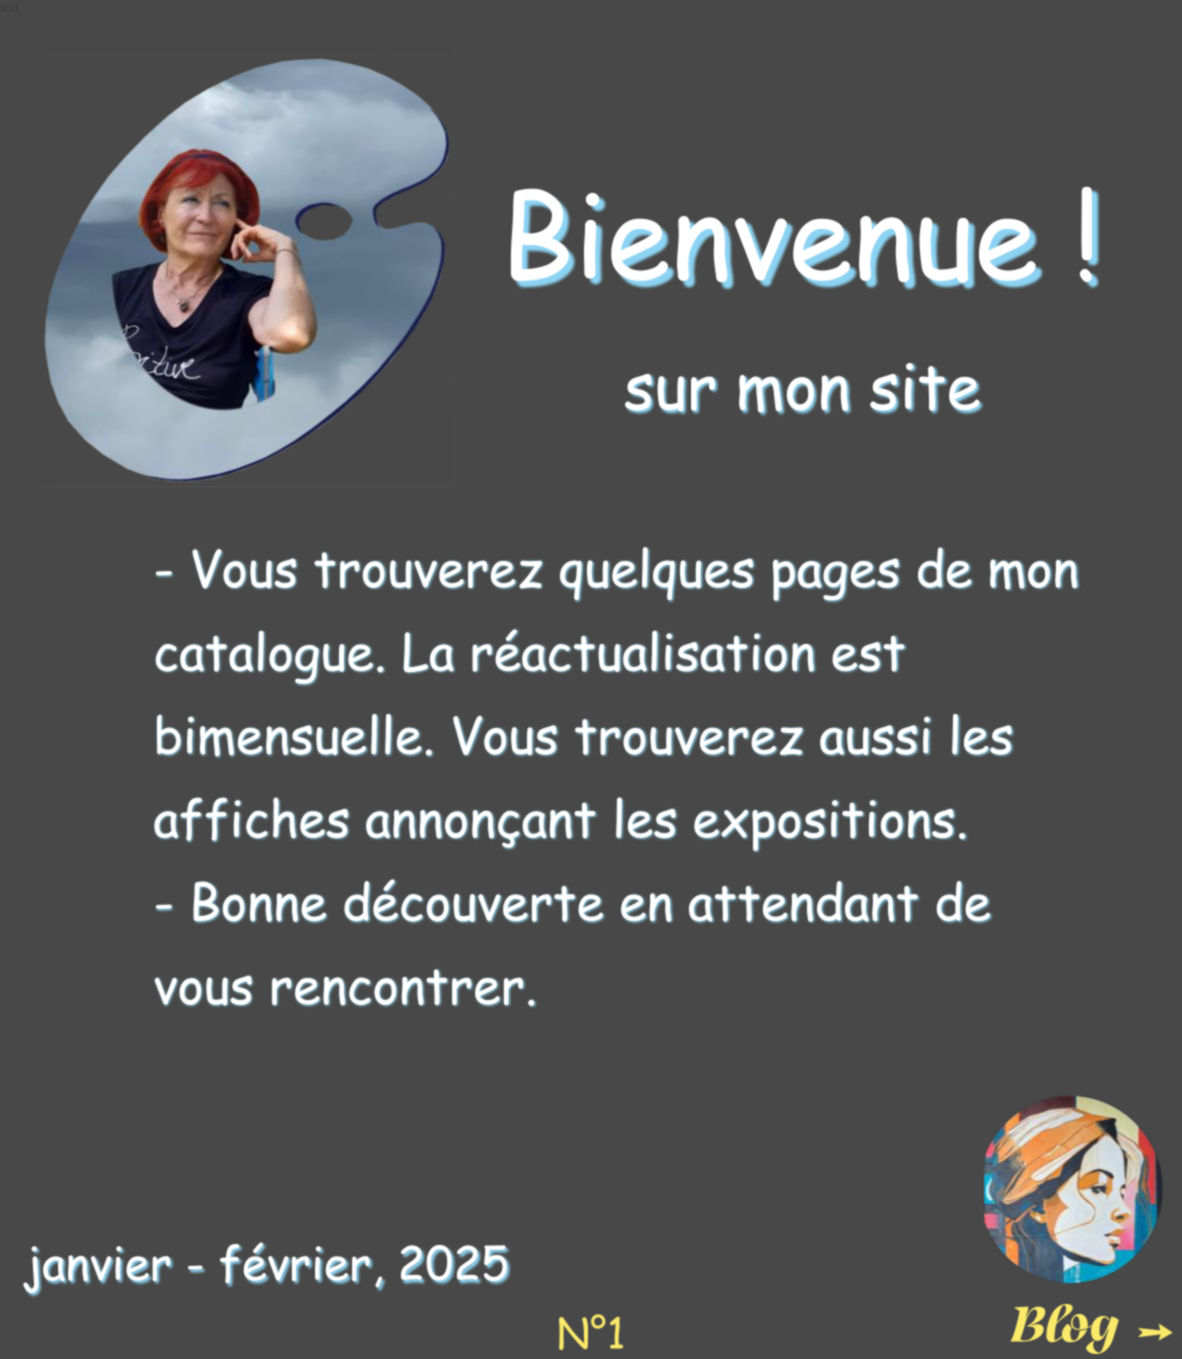 Bienvenue !
sur mon site
- Vous trouverez quelques pages de mon
catalogue. La réactualisation est
bimensuelle. Vous trouverez aussi les
affiches annonçant les expositions.
- Bonne découverte en attendant de
vous rencontrer.
janvier - février, 2025
N°1
Blog →